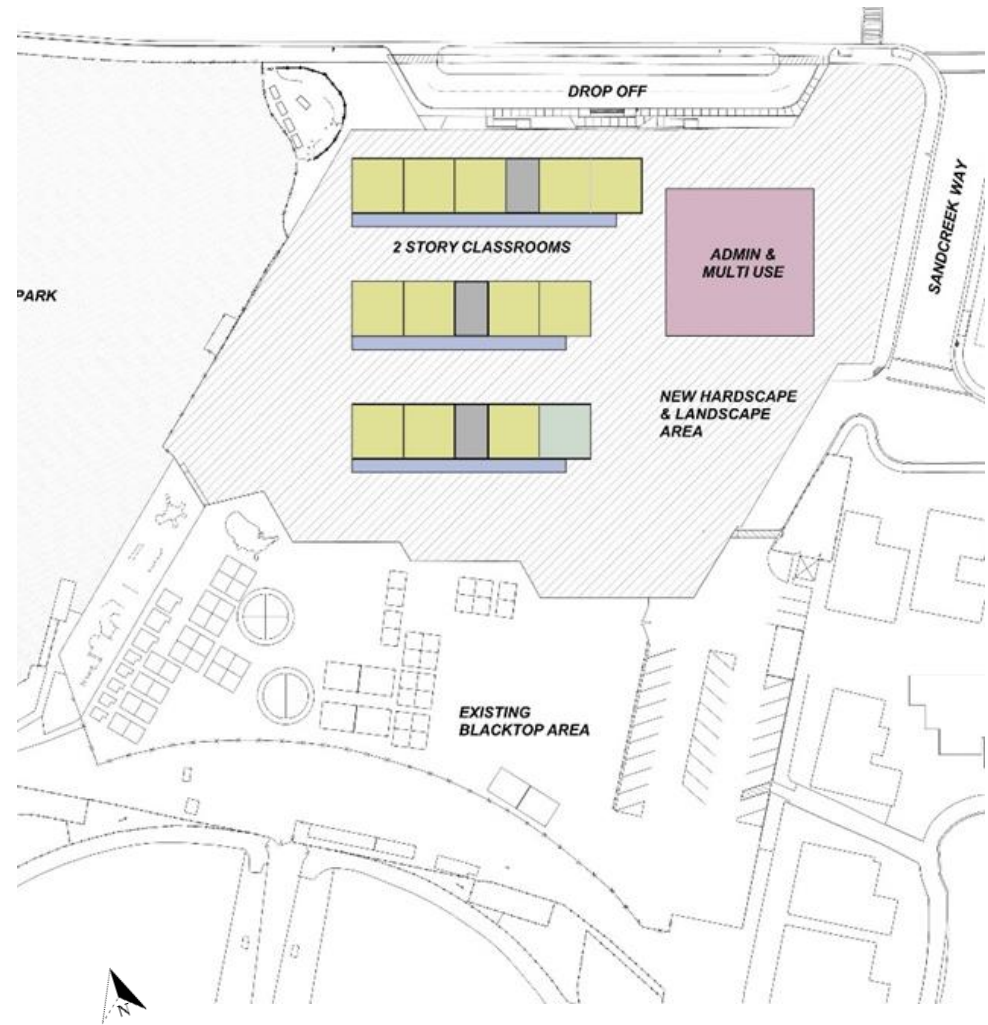 DROP OFF
SANDCREEK WAY
2 STORY CLASSROOMS
ADMIN &
MULTI USE
PARK
NEW HARDSCAPE
& LANDSCAPE
AREA
EXISTING
BLACKTOP AREA
N